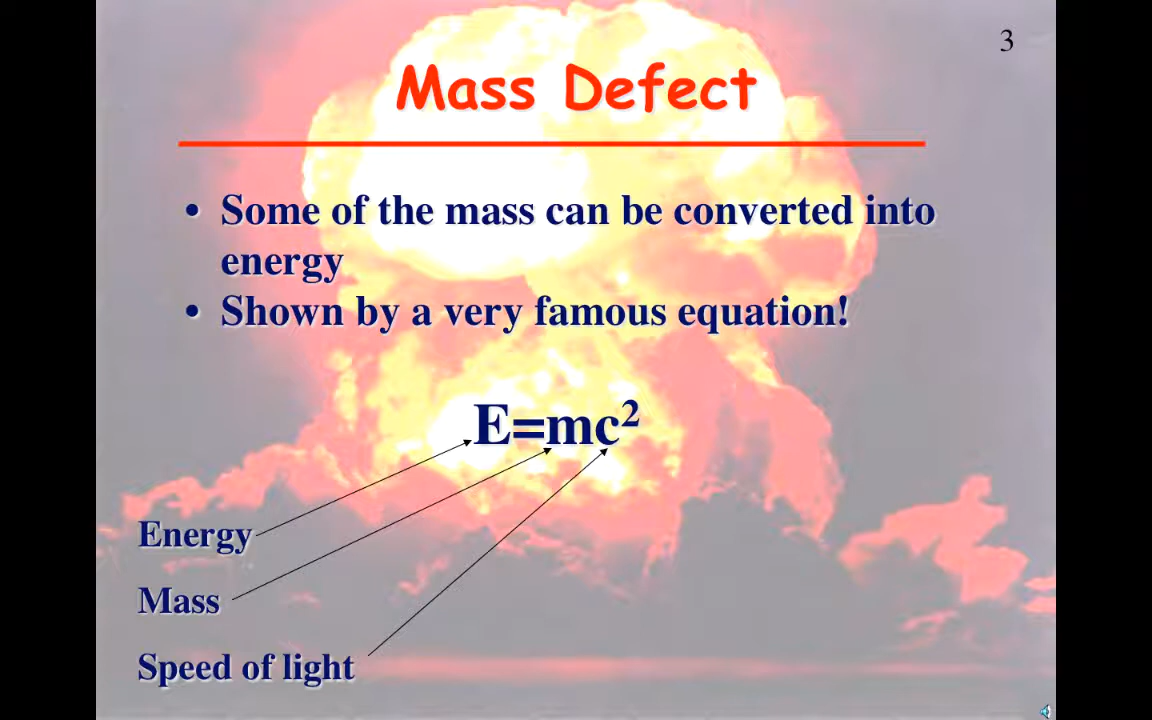 3
Mass Defect
• Some of the mass can be converted into
energy
• Shown by a very famous equation!
E=mc²
Energy
Mass
Speed of light